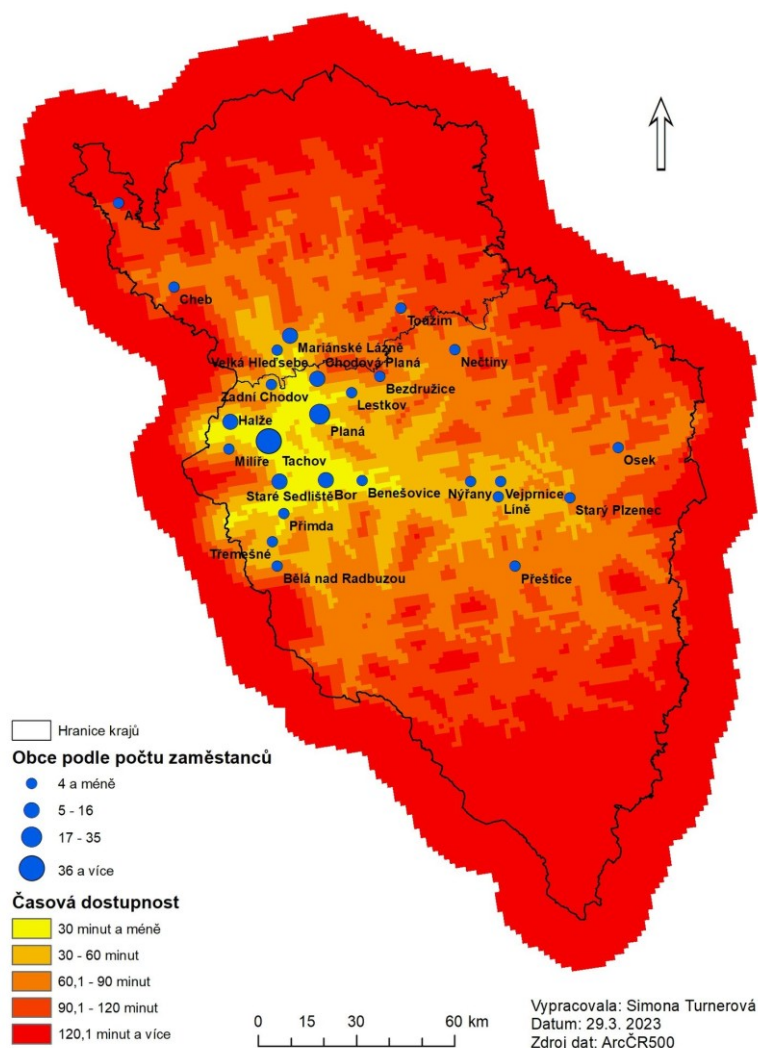 Aš
Cheb
Toužim
Mariánské Lázně
Velká Hleďsebe
Chodová Planá
Nečtiny
Bezdružice
Zadní Chodov
Lestkov
Halže
Planá
Milíře
Tachov
Osek
Staré Sedliště
Bor
Benešovice
Nýřany
Vejprnice
Líně
Starý Plzenec
Přimda
Třemešné
Bělá nad Radbuzou
Přeštice
Hranice krajů
Obce podle počtu zaměstanců
4 a méně
5 - 16
17 - 35
36 a více
Časová dostupnost
30 minut a méně
30 - 60 minut
60,1 - 90 minut
90,1 - 120 minut
120,1 minut a více
0 15 30 60 km
Vypracovala: Simona Turnerová
Datum: 29.3. 2023
Zdroj dat: ArcČR500